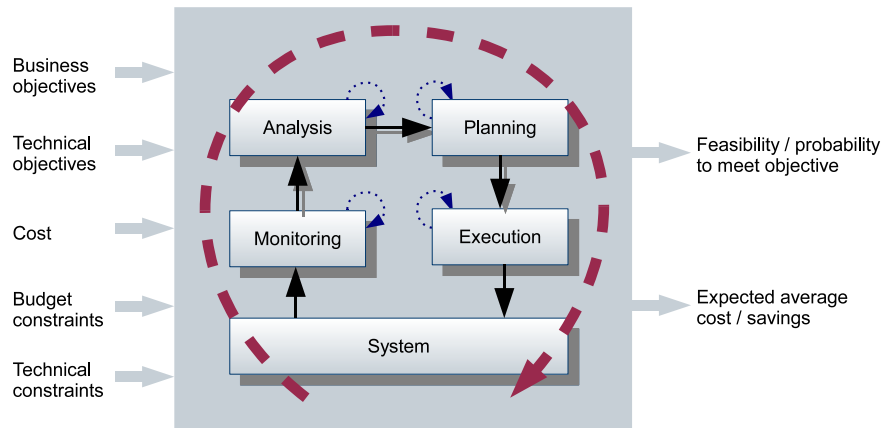 Business
objectives
Technical
objectives
Cost
Budget
constraints
Technical
constraints
Analysis
Planning
Monitoring
Execution
System
Feasibility / probability
to meet objective
Expected average
cost / savings